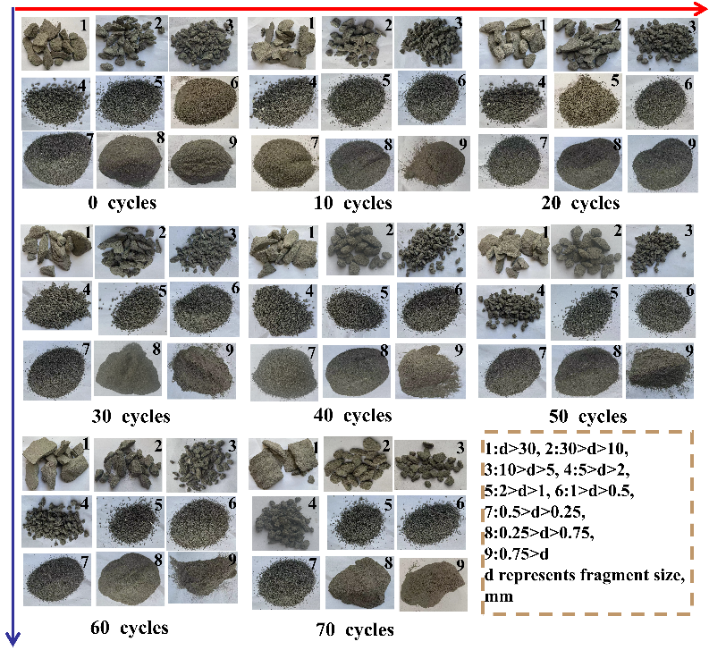 1 2 3 1 2 3 1 2 3
4 5 6 4 5 6 4 5 6
7 8 9 7 8 9 7 8 9
0 cycles 10 cycles 20 cycles
1 2 3 1 2 3 1 2 3
4 5 6 4 5 6 4 5 6
7 8 9 7 8 9 7 8 9
30 cycles 40 cycles 50 cycles
1 2 3 1 2 3
4 5 6 4 5 6
7 8 9 7 8 9
60 cycles 70 cycles
1:d>30, 2:30>d>10,
3:10>d>5, 4:5>d>2,
5:2>d>1, 6:1>d>0.5,
7:0.5>d>0.25,
8:0.25>d>0.75,
9:0.75>d
d represents fragment size,
mm